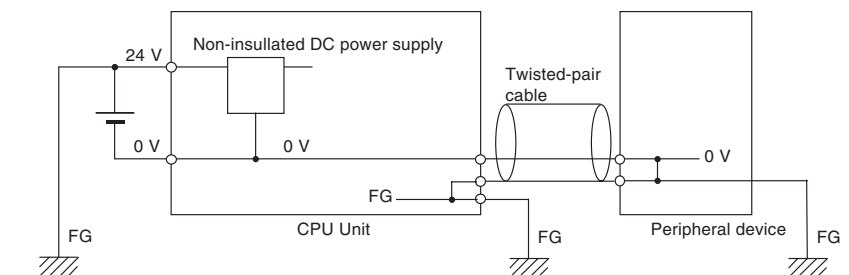 Non-insullated DC power supply
24 V
Twisted-pair
cable
0 V
0 V
0 V
FG
CPU Unit
Peripheral device
FG
FG
FG